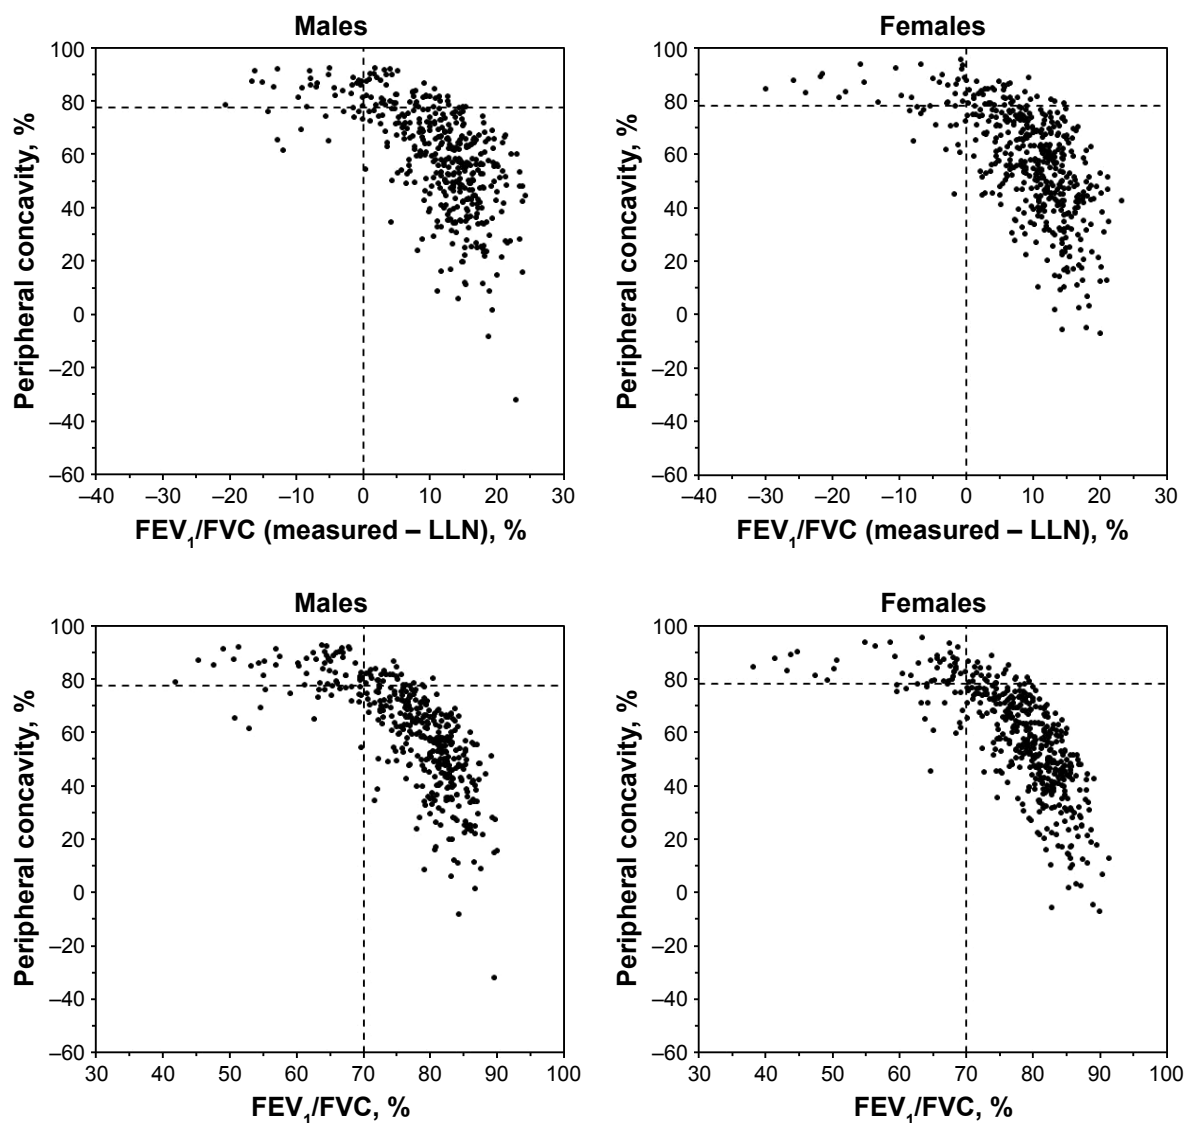 Males
Females
100
80
60
40
20
0
–20
–40
–60
Peripheral concavity, %
–40 –30 –20 –10 0 10 20 30
FEV₁/FVC (measured – LLN), %
100
80
60
40
20
0
–20
–40
–60
Peripheral concavity, %
–40 –30 –20 –10 0 10 20 30
FEV₁/FVC (measured – LLN), %
Males
Females
100
80
60
40
20
0
–20
–40
–60
Peripheral concavity, %
30 40 50 60 70 80 90 100
FEV₁/FVC, %
100
80
60
40
20
0
–20
–40
–60
Peripheral concavity, %
30 40 50 60 70 80 90 100
FEV₁/FVC, %